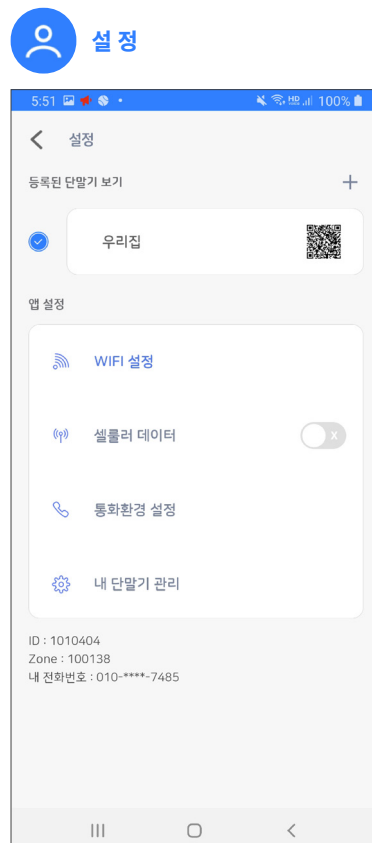 설 정
5:51 HD 100%
설정
등록된 단말기 보기
우리집
앱 설정
WIFI 설정
셀룰러 데이터 X
통화환경 설정
내 단말기 관리
ID : 1010404
Zone : 100138
내 전화번호 : 010-****-7485